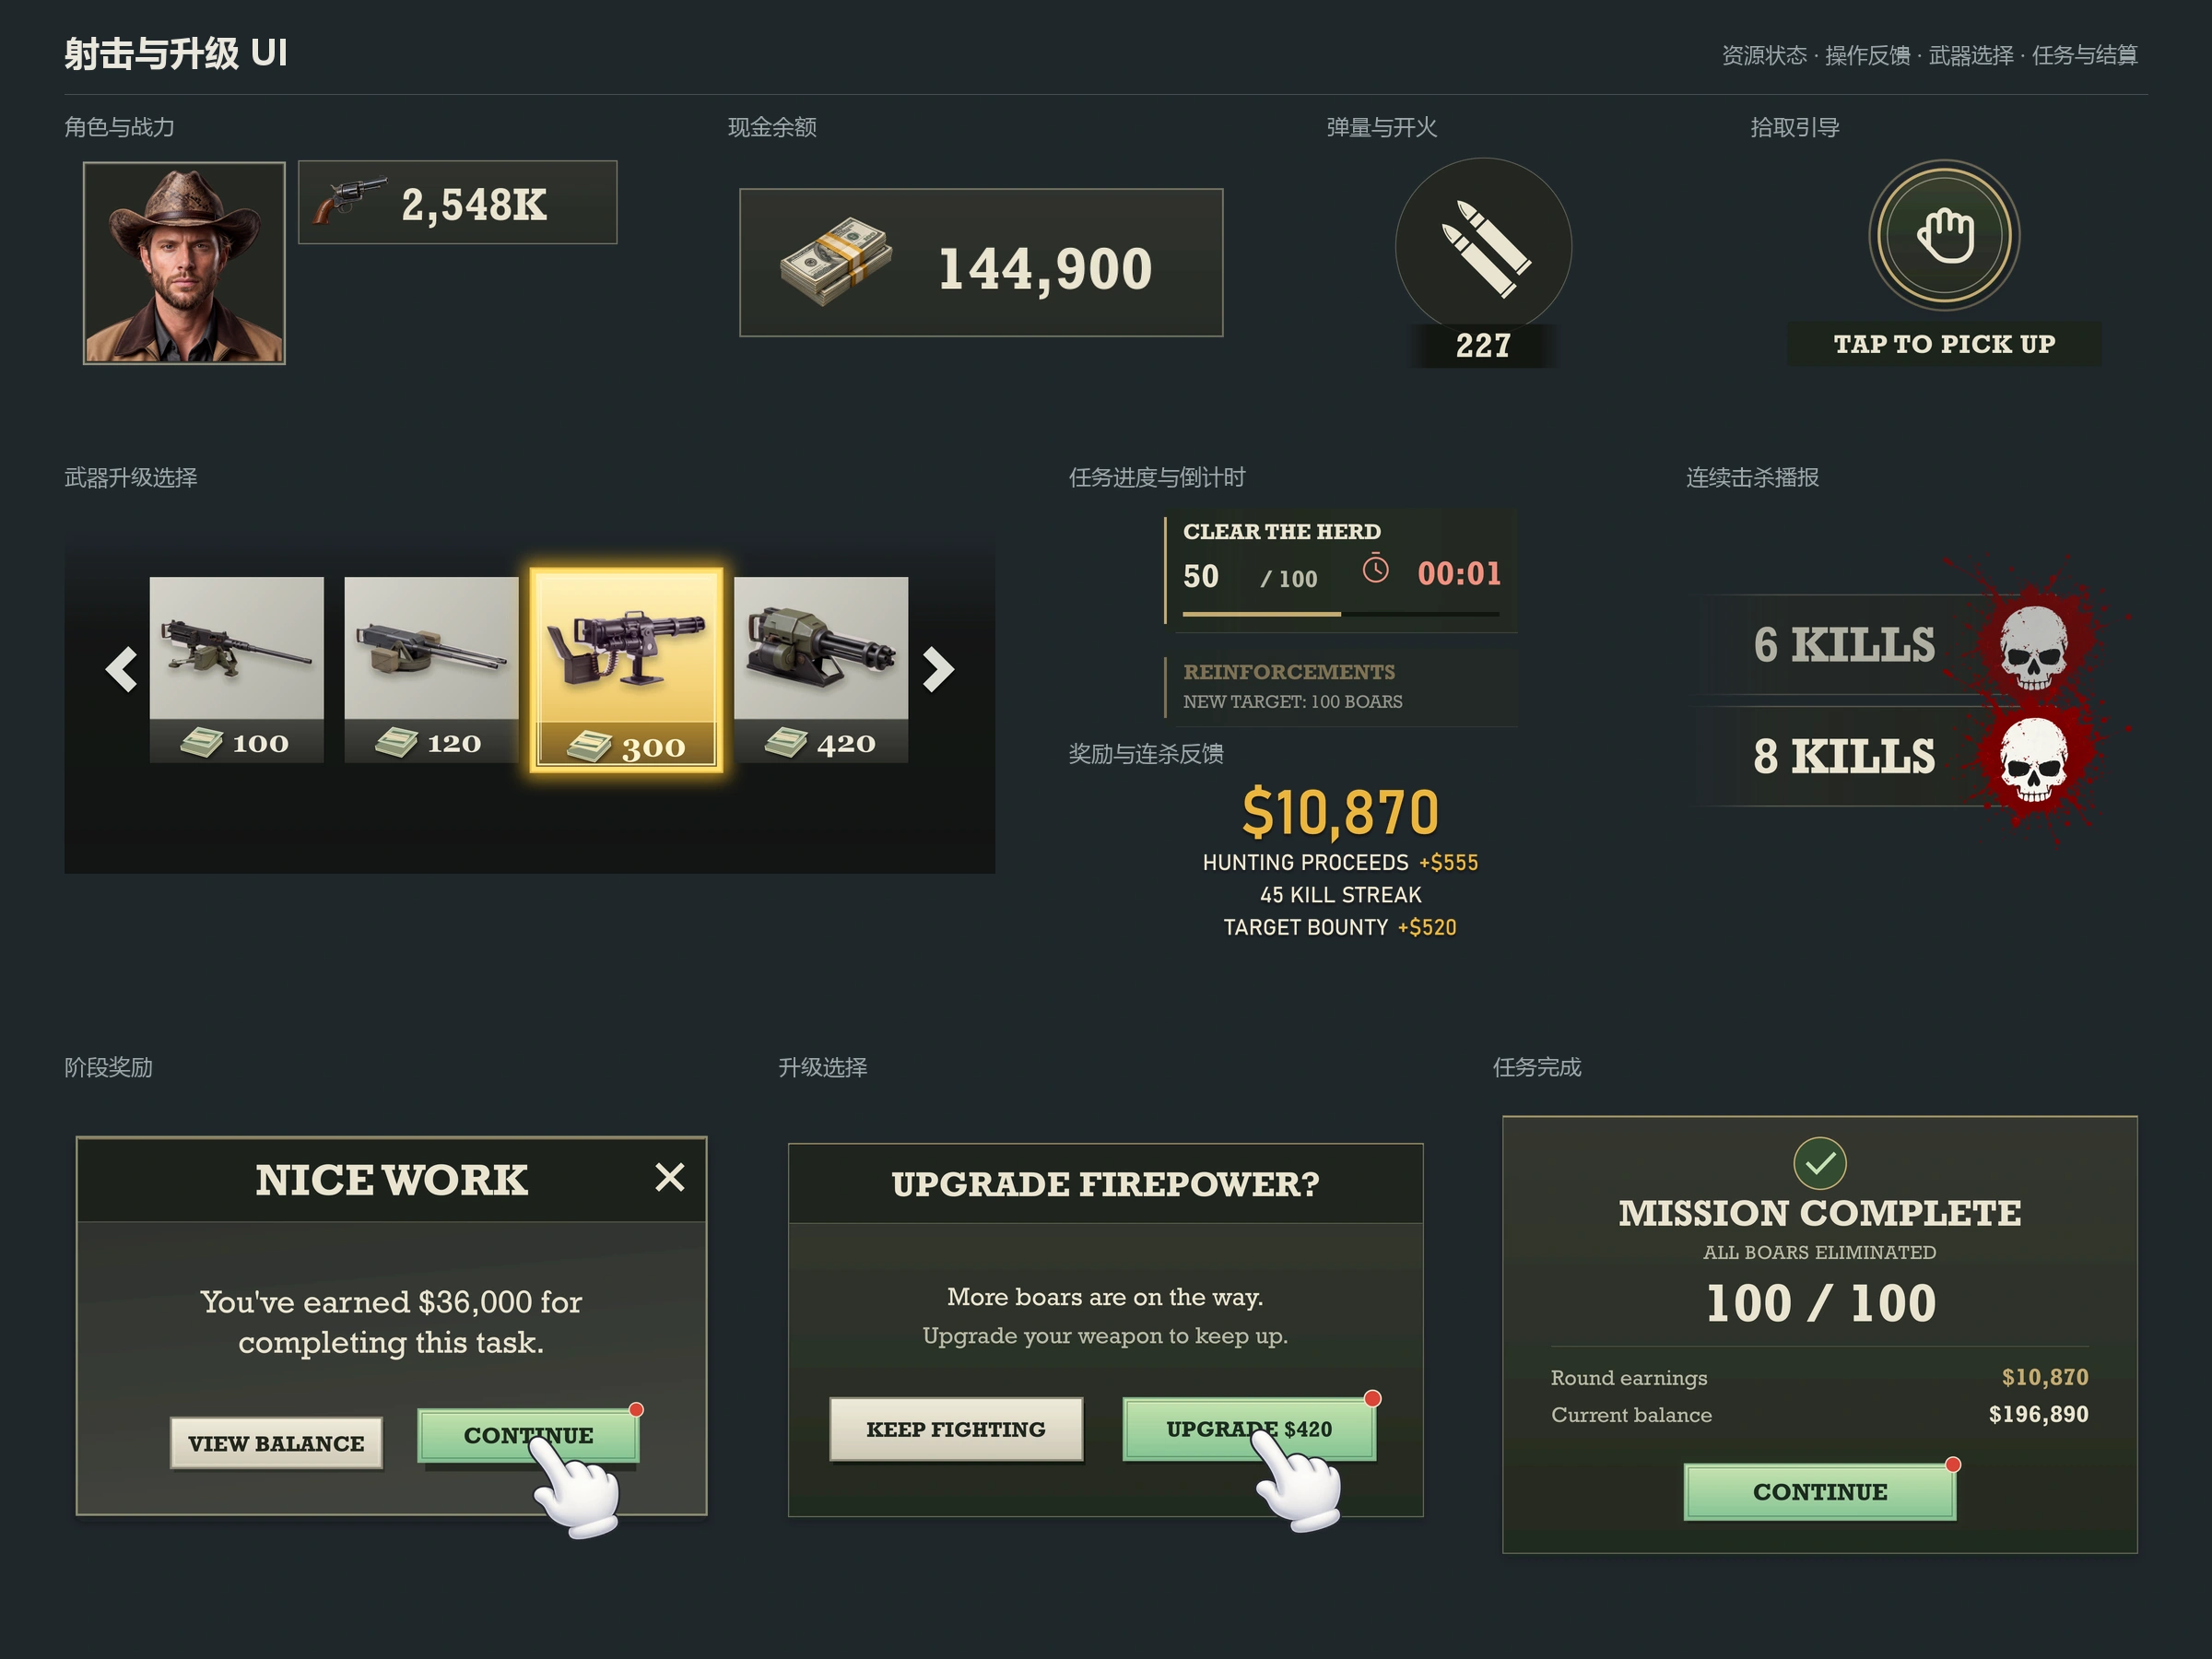 射击与升级 UI
资源状态 · 操作反馈 · 武器选择 · 任务与结算
角色与战力
现金余额
弹量与开火
拾取引导
2,548K
144,900
227
TAP TO PICK UP
武器升级选择
任务进度与倒计时
连续击杀播报
100
120
300
420
CLEAR THE HERD
50 / 100 00:01
REINFORCEMENTS
NEW TARGET: 100 BOARS
6 KILLS
8 KILLS
奖励与连杀反馈
$10,870
HUNTING PROCEEDS +$555
45 KILL STREAK
TARGET BOUNTY +$520
阶段奖励
升级选择
任务完成
NICE WORK
You've earned $36,000 for
completing this task.
VIEW BALANCE
CONTINUE
UPGRADE FIREPOWER?
More boars are on the way.
Upgrade your weapon to keep up.
KEEP FIGHTING
UPGRADE $420
MISSION COMPLETE
ALL BOARS ELIMINATED
100 / 100
Round earnings $10,870
Current balance $196,890
CONTINUE